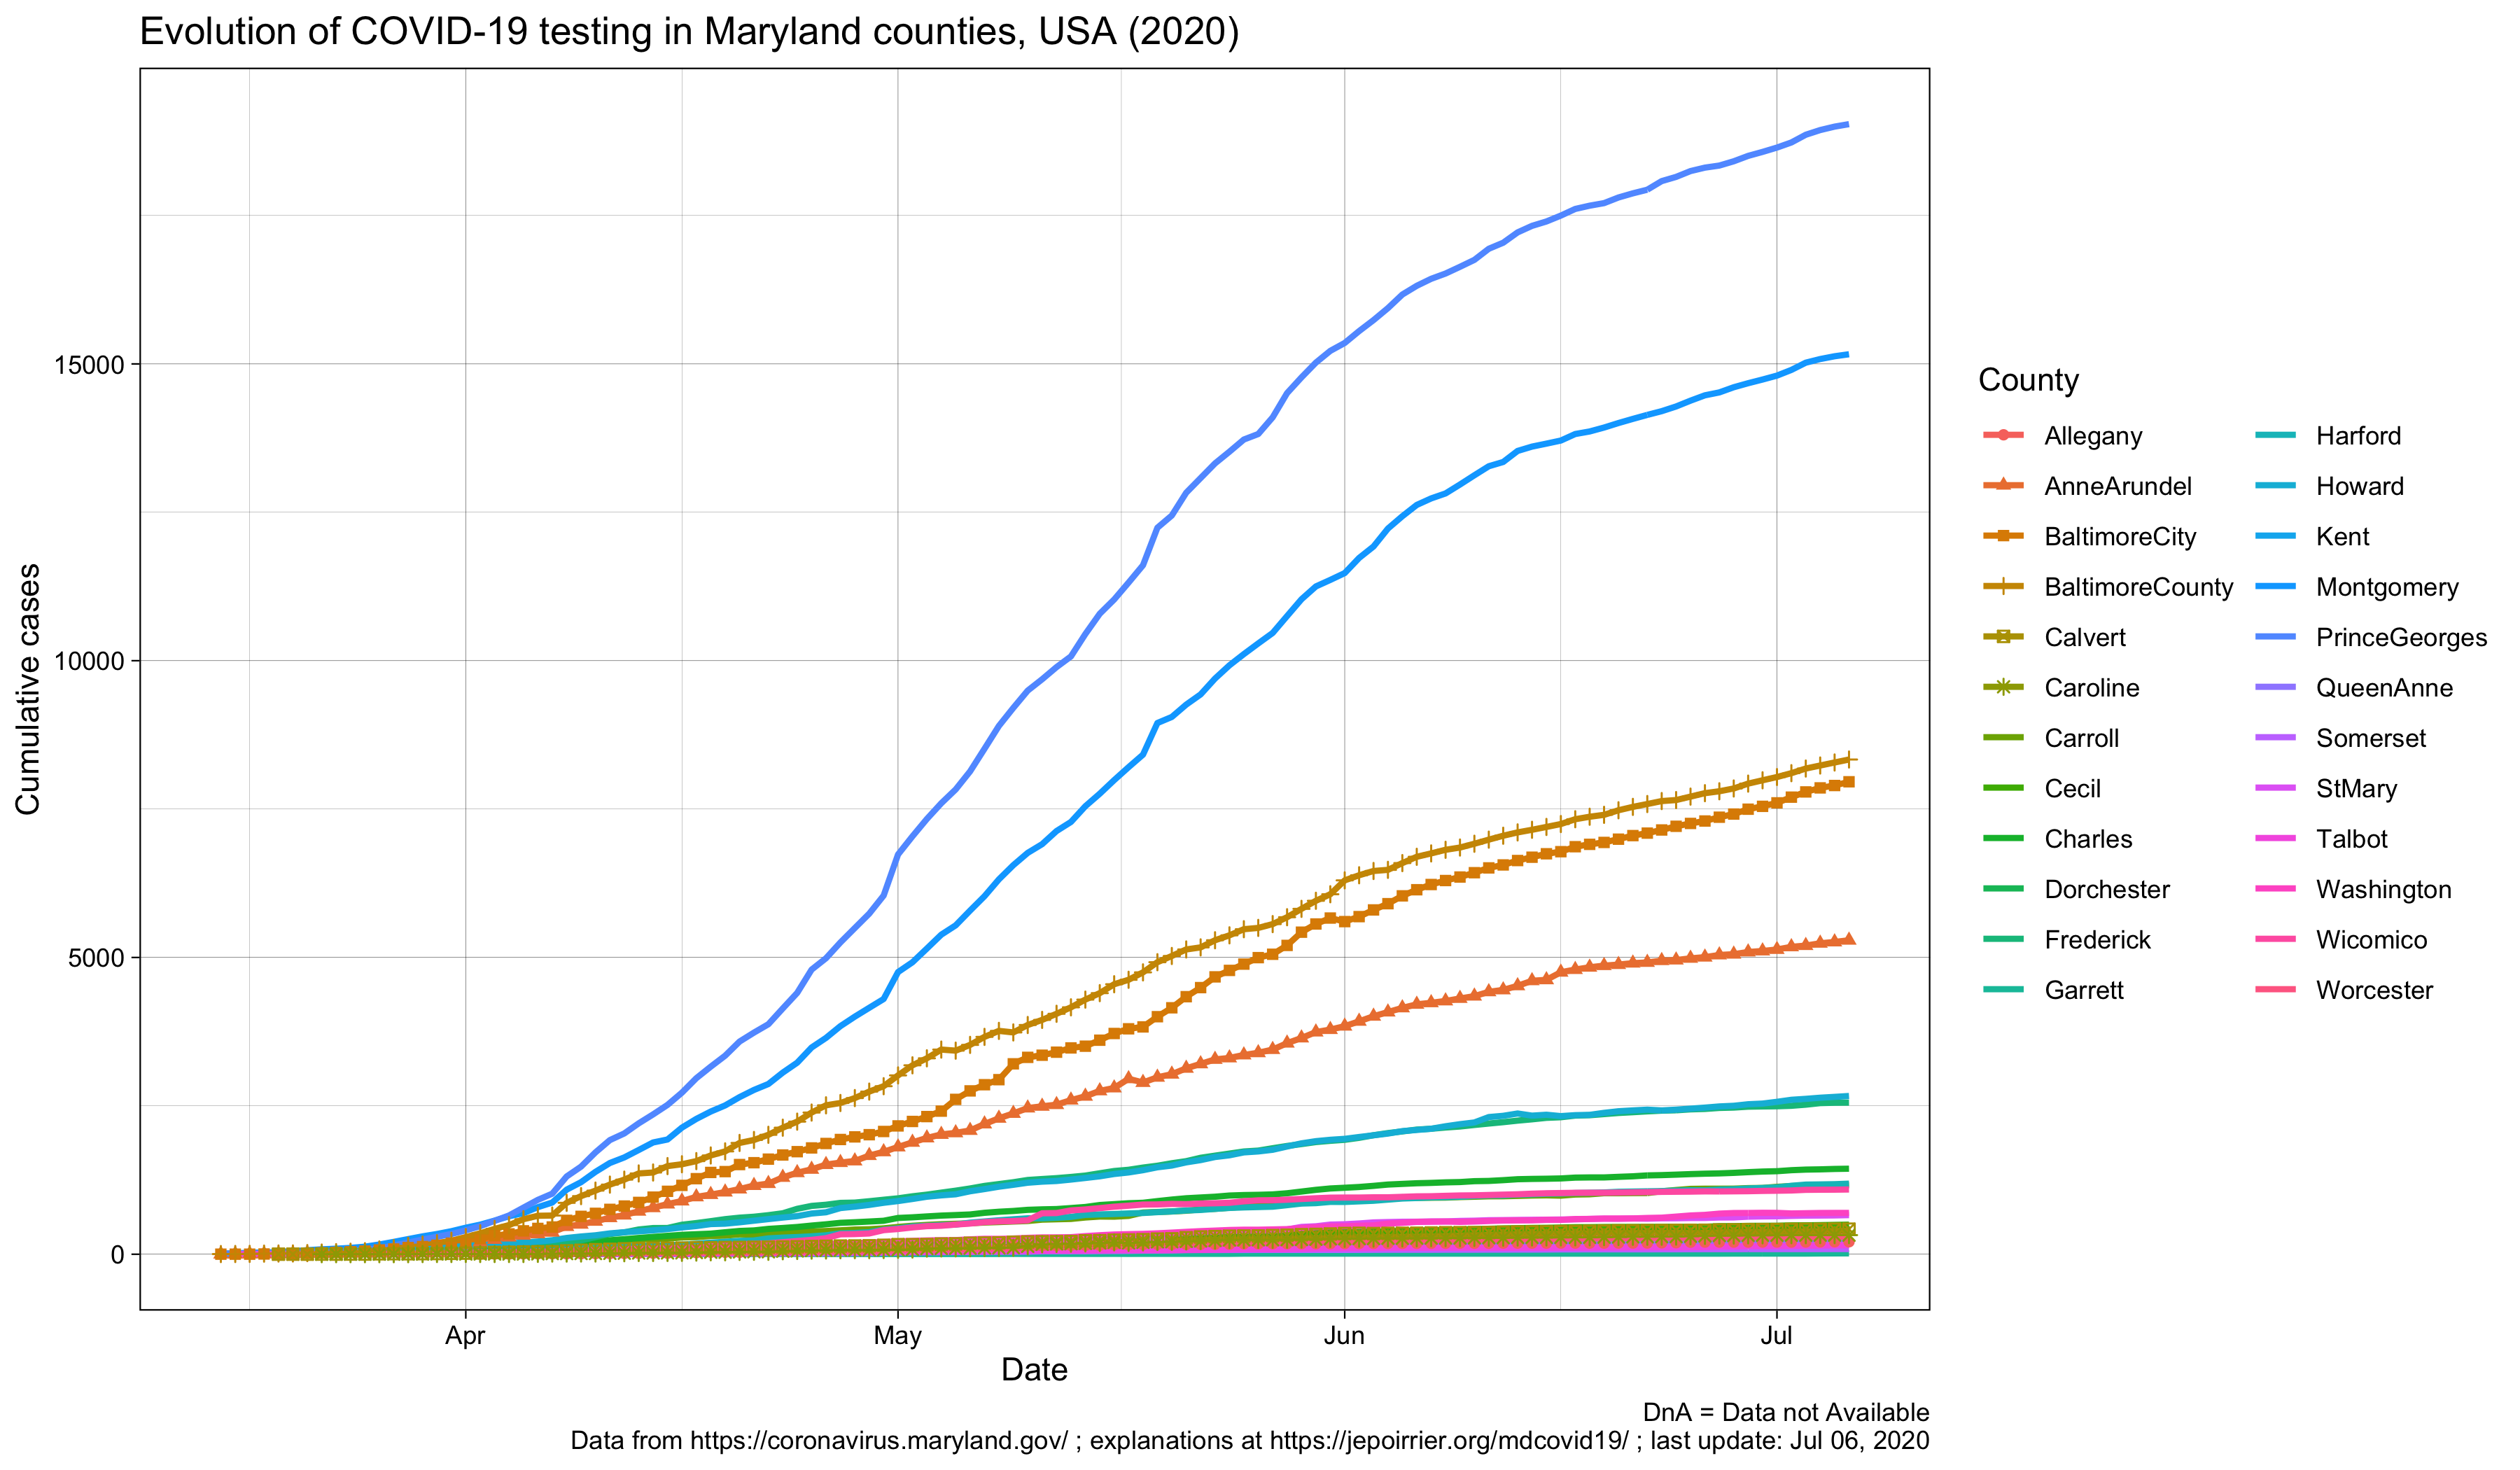 Evolution of COVID-19 testing in Maryland counties, USA (2020)
Cumulative cases
15000
10000
5000
0
Apr
May
Jun
Jul
Date
County
Allegany
AnneArundel
BaltimoreCity
BaltimoreCounty
Calvert
Caroline
Carroll
Cecil
Charles
Dorchester
Frederick
Garrett
Harford
Howard
Kent
Montgomery
PrinceGeorges
QueenAnne
Somerset
StMary
Talbot
Washington
Wicomico
Worcester
DnA = Data not Available
Data from https://coronavirus.maryland.gov/ ; explanations at https://jepoirrier.org/mdcovid19/ ; last update: Jul 06, 2020